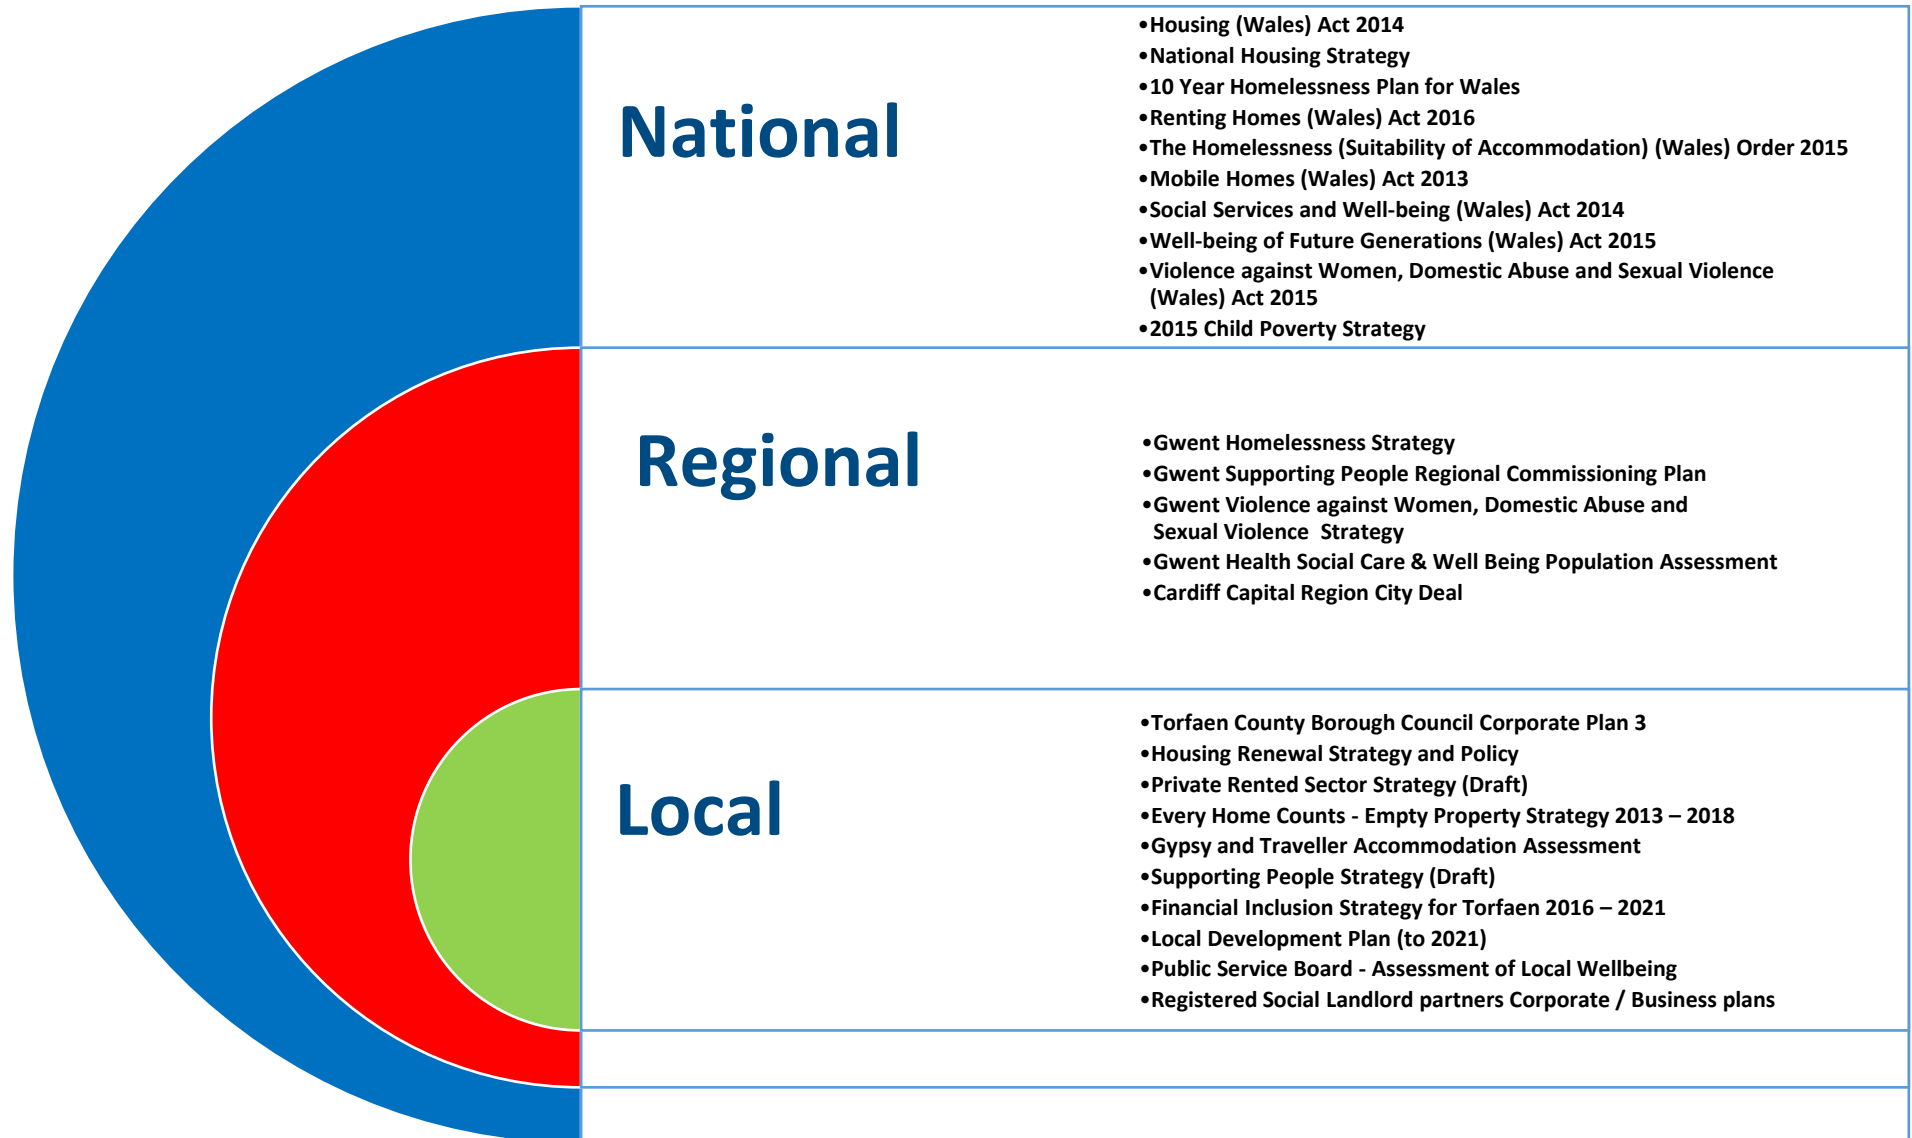 National
•Housing (Wales) Act 2014
•National Housing Strategy
•10 Year Homelessness Plan for Wales
•Renting Homes (Wales) Act 2016
•The Homelessness (Suitability of Accommodation) (Wales) Order 2015
•Mobile Homes (Wales) Act 2013
•Social Services and Well-being (Wales) Act 2014
•Well-being of Future Generations (Wales) Act 2015
•Violence against Women, Domestic Abuse and Sexual Violence
(Wales) Act 2015
•2015 Child Poverty Strategy
Regional
•Gwent Homelessness Strategy
•Gwent Supporting People Regional Commissioning Plan
•Gwent Violence against Women, Domestic Abuse and
Sexual Violence  Strategy
•Gwent Health Social Care & Well Being Population Assessment
•Cardiff Capital Region City Deal
Local
•Torfaen County Borough Council Corporate Plan 3
•Housing Renewal Strategy and Policy
•Private Rented Sector Strategy (Draft)
•Every Home Counts - Empty Property Strategy 2013 – 2018
•Gypsy and Traveller Accommodation Assessment
•Supporting People Strategy (Draft)
•Financial Inclusion Strategy for Torfaen 2016 – 2021
•Local Development Plan (to 2021)
•Public Service Board - Assessment of Local Wellbeing
•Registered Social Landlord partners Corporate / Business plans